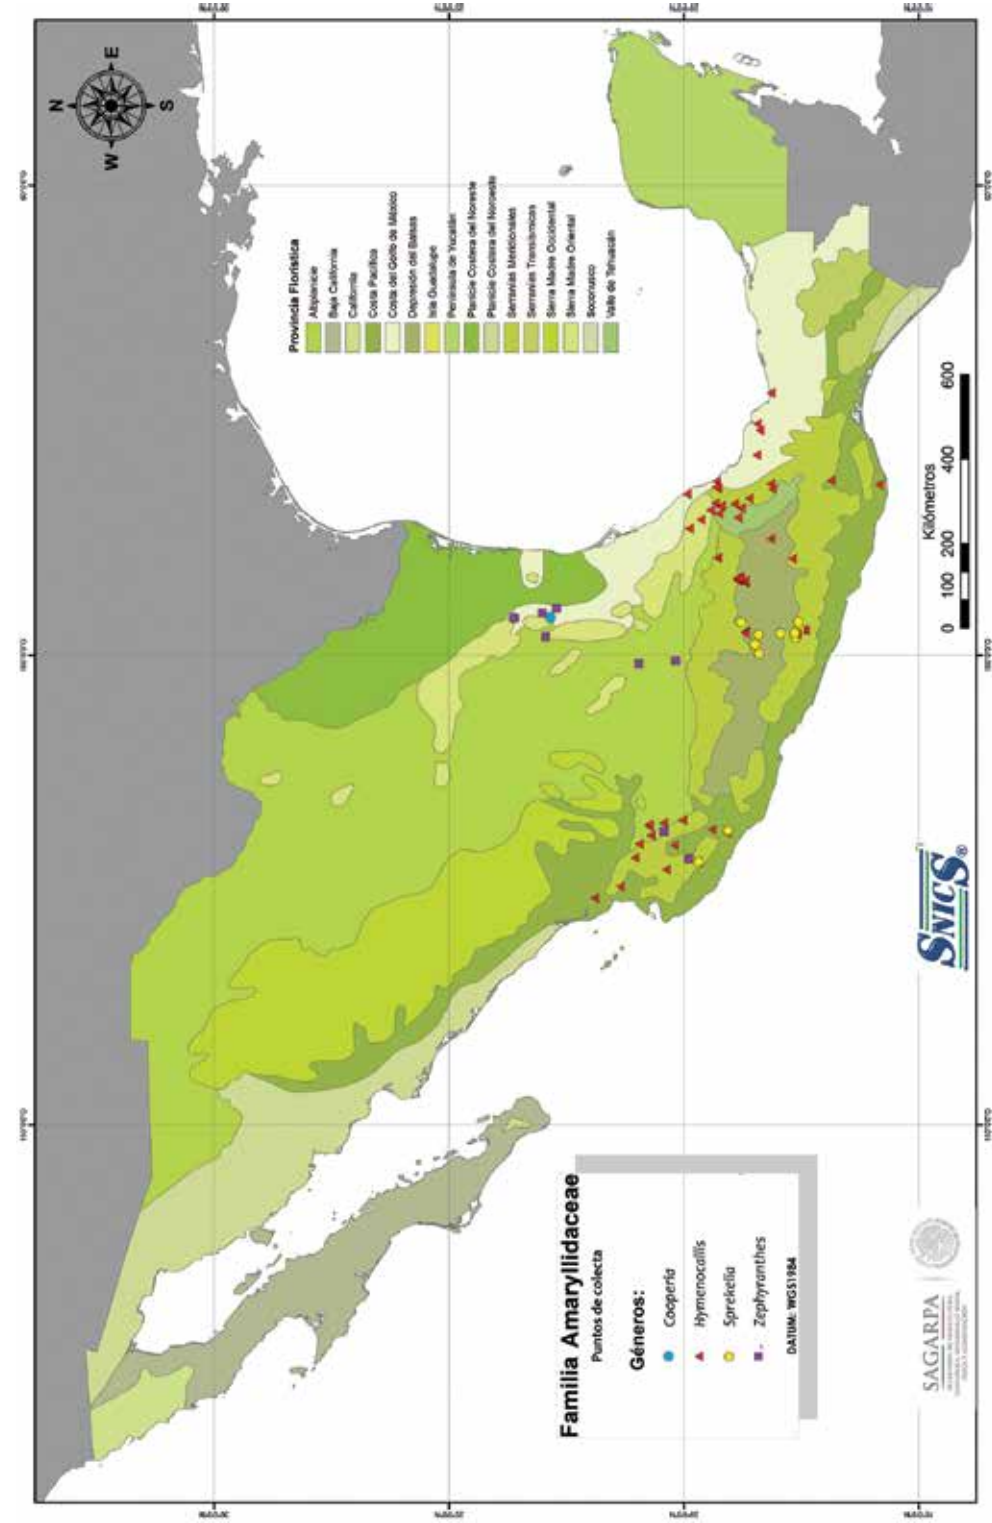 N
W
E
S
Provincia Florística
Altiplanicie
Baja California
California
Costa Pacífica
Costa del Golfo de México
Depresión del Balsas
Isla Guadalupe
Península de Yucatán
Planicie Costera del Noreste
Planicie Costera del Noroeste
Serranías Meridionales
Serranías Transístmicas
Sierra Madre Occidental
Sierra Madre Oriental
Soconusco
Valle de Tehuacán
Familia Amaryllidaceae
Puntos de colecta
Géneros:
Cooperia
Hymenocallis
Sprekelia
Zephyranthes
DATUM: WGS1984
Kilómetros
0 100 200 400 600
SAGARPA
SNICS®